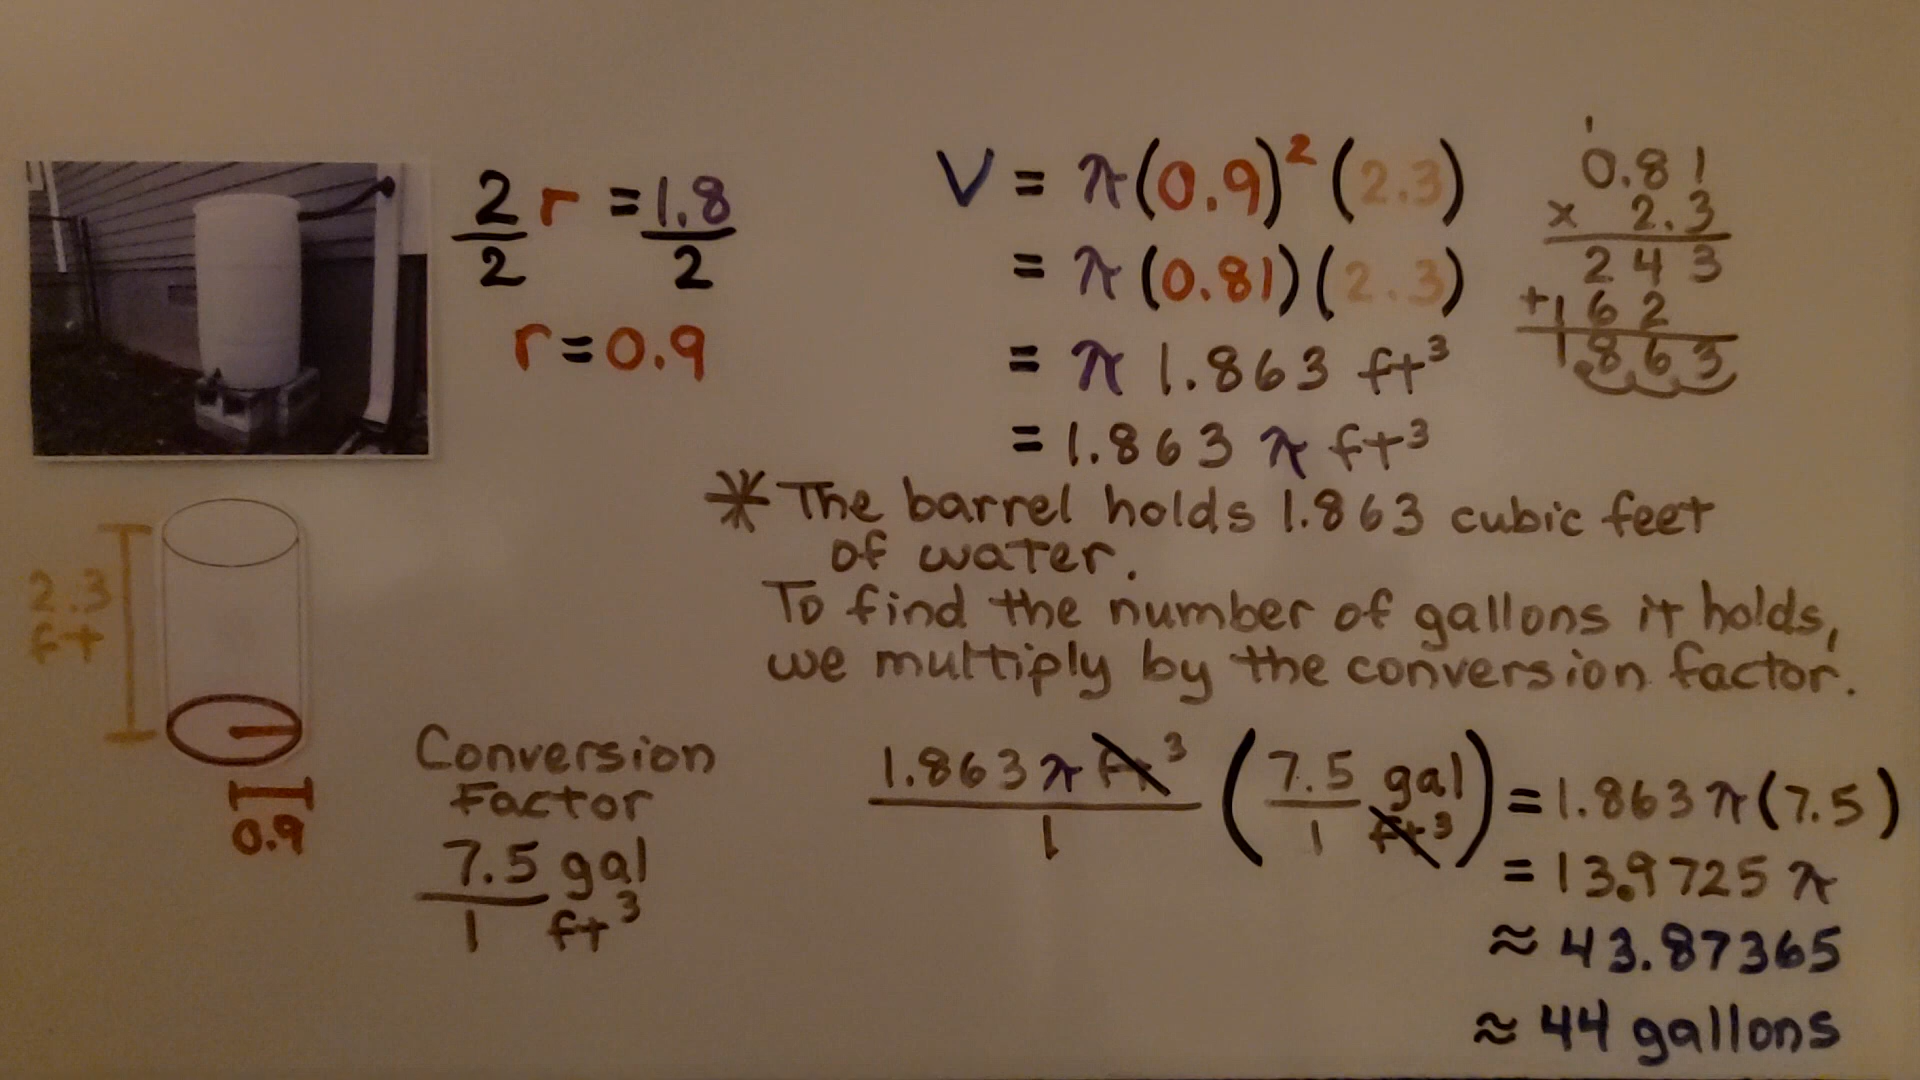 2r = 1.8
2 2
r = 0.9
2.3
ft
0.9
Conversion
Factor
7.5 gal
1 ft³
V = π(0.9)²(2.3)
= π(0.81)(2.3)
= π 1.863 ft³
= 1.863 π ft³
1
0.81
x 2.3
243
+162
1.863
* The barrel holds 1.863 cubic feet
of water.
To find the number of gallons it holds,
we multiply by the conversion factor.
1.863 π ft³ (7.5 gal) = 1.863 π (7.5)
1 1 ft³
= 13.9725 π
≈ 43.87365
≈ 44 gallons